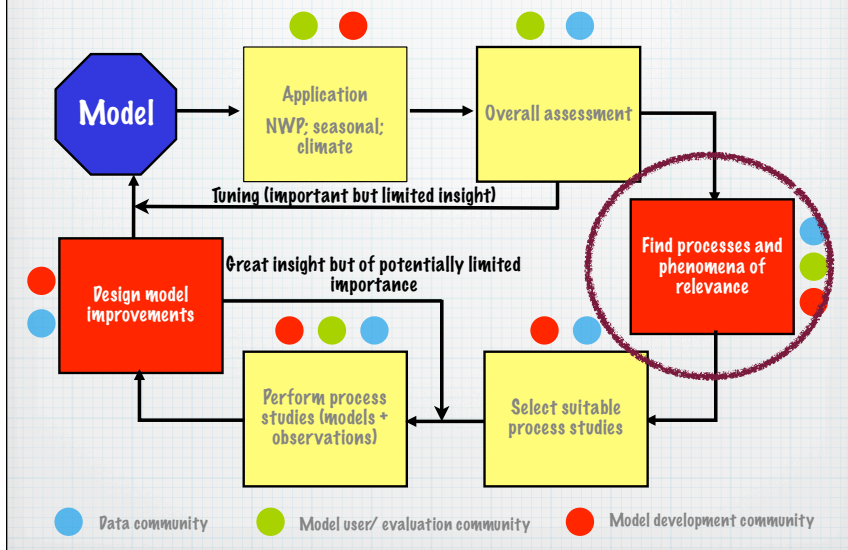 Model
Application
NWP; seasonal;
climate
Overall assessment
Tuning (important but limited insight)
Find processes and
phenomena of
relevance
Great insight but of potentially limited
importance
Design model
improvements
Perform process
studies (models +
observations)
Select suitable
process studies
Data community
Model user/ evaluation community
Model development community